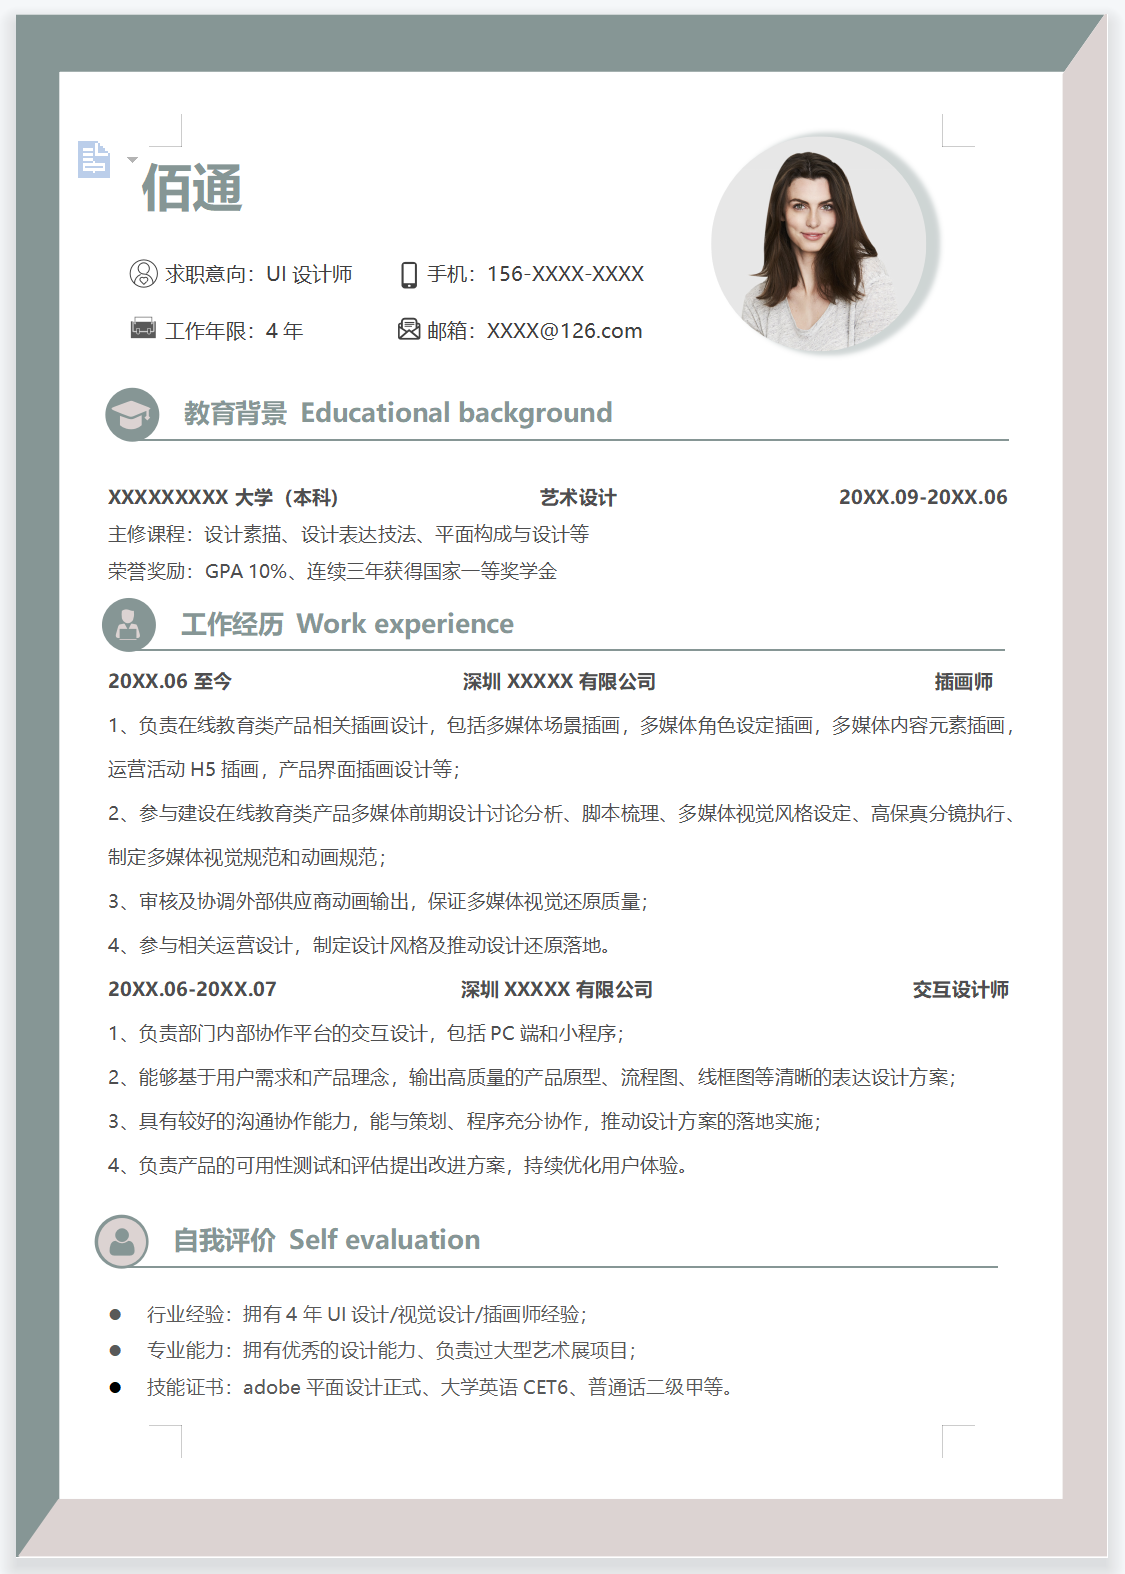 佰通
求职意向：UI 设计师 手机：156-XXXX-XXXX
工作年限：4 年 邮箱：XXXX@126.com
教育背景 Educational background
XXXXXXXXX 大学（本科) 艺术设计 20XX.09-20XX.06
主修课程：设计素描、设计表达技法、平面构成与设计等
荣誉奖励：GPA 10%、连续三年获得国家一等奖学金
工作经历 Work experience
20XX.06 至今 深圳 XXXXX 有限公司 插画师
1、负责在线教育类产品相关插画设计，包括多媒体场景插画，多媒体角色设定插画，多媒体内容元素插画，
运营活动 H5 插画，产品界面插画设计等；
2、参与建设在线教育类产品多媒体前期设计讨论分析、脚本梳理、多媒体视觉风格设定、高保真分镜执行、
制定多媒体视觉规范和动画规范；
3、审核及协调外部供应商动画输出，保证多媒体视觉还原质量；
4、参与相关运营设计，制定设计风格及推动设计还原落地。
20XX.06-20XX.07 深圳 XXXXX 有限公司 交互设计师
1、负责部门内部协作平台的交互设计，包括 PC 端和小程序；
2、能够基于用户需求和产品理念，输出高质量的产品原型、流程图、线框图等清晰的表达设计方案；
3、具有较好的沟通协作能力，能与策划、程序充分协作，推动设计方案的落地实施；
4、负责产品的可用性测试和评估提出改进方案，持续优化用户体验。
自我评价 Self evaluation
● 行业经验：拥有 4 年 UI 设计/视觉设计/插画师经验；
● 专业能力：拥有优秀的设计能力、负责过大型艺术展项目；
● 技能证书：adobe 平面设计正式、大学英语 CET6、普通话二级甲等。